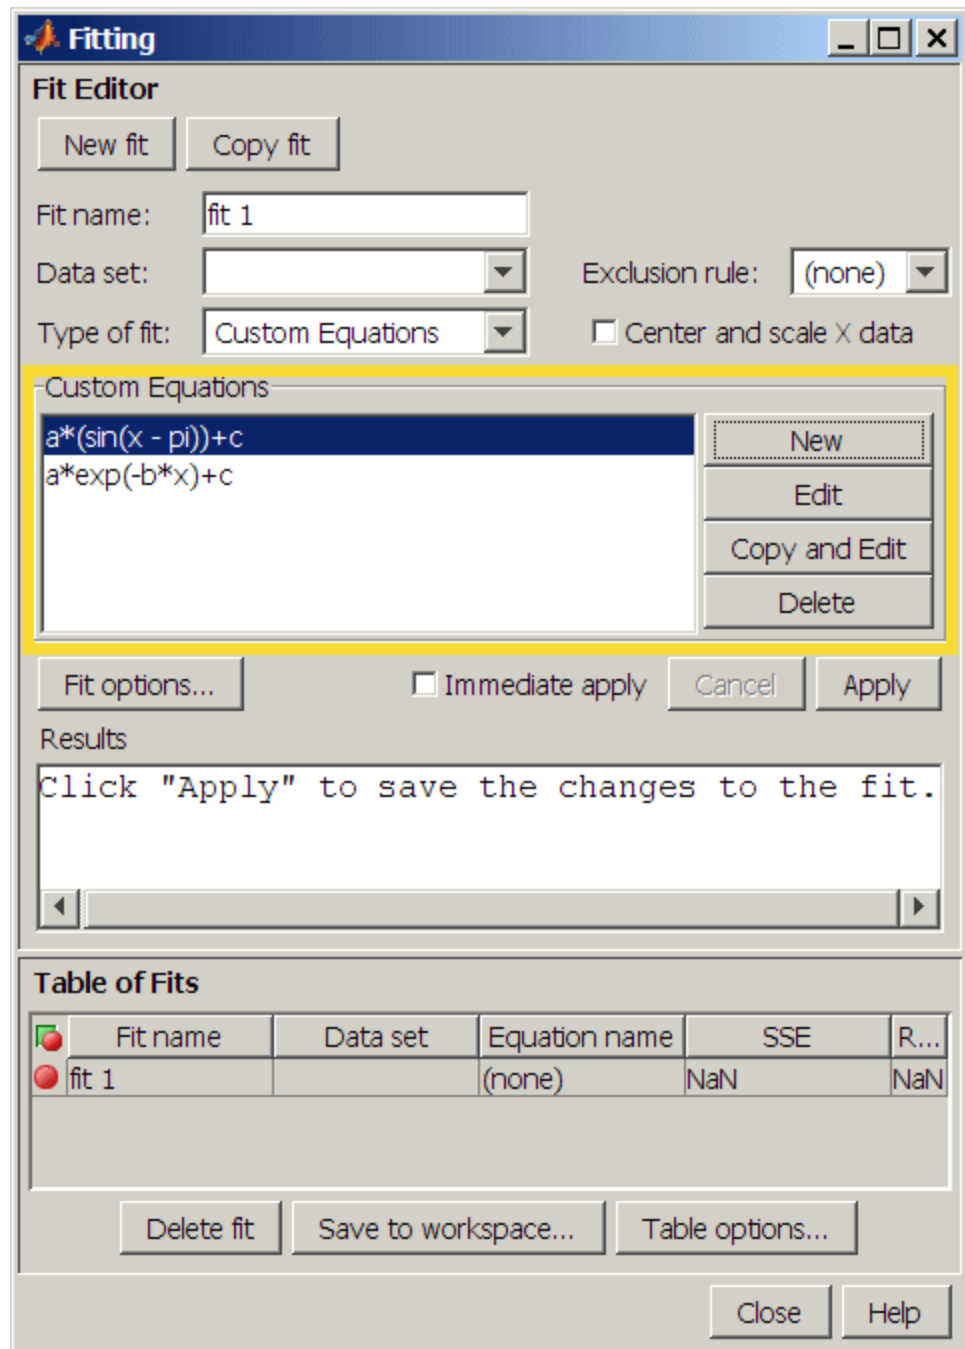 Fitting
Fit Editor
New fit Copy fit
Fit name: fit 1
Data set: Exclusion rule: (none)
Type of fit: Custom Equations Center and scale X data
Custom Equations
a*(sin(x - pi))+c New
a*exp(-b*x)+c
Edit
Copy and Edit
Delete
Fit options... Immediate apply Cancel Apply
Results
Click "Apply" to save the changes to the fit.
Table of Fits
Fit name Data set Equation name SSE R...
fit 1 (none) NaN NaN
Delete fit Save to workspace... Table options...
Close Help